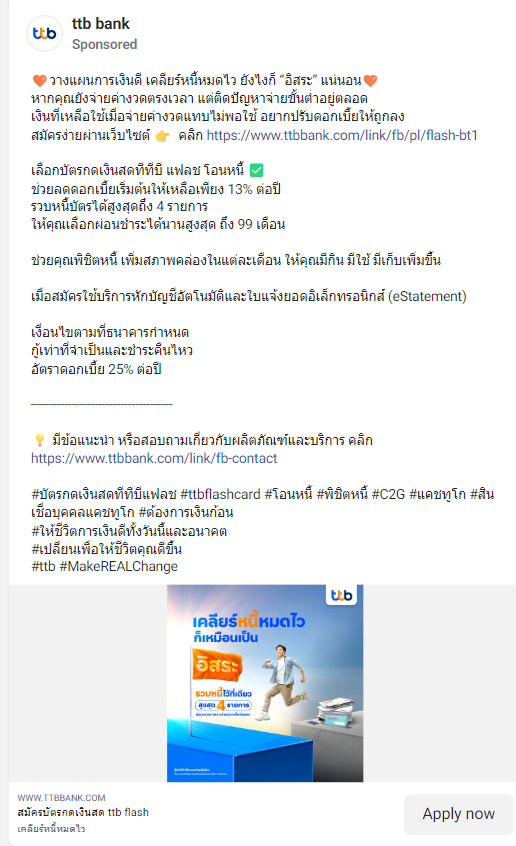 ttb
ttb bank
Sponsored
🧡วางแผนการเงินดี เคลียร์หนี้หมดไว ยังไงก็ “อิสระ” แน่นอน🧡
หากคุณยังจ่ายค่างวดตรงเวลา แต่ติดปัญหาจ่ายขั้นต่ำอยู่ตลอด
เงินที่เหลือใช้เมื่อจ่ายค่างวดแทบไม่พอใช้ อยากปรับดอกเบี้ยให้ถูกลง
สมัครง่ายผ่านเว็บไซต์ 👉 คลิก https://www.ttbbank.com/link/fb/pl/flash-bt1
เลือกบัตรกดเงินสดทีทีบี แฟลช โอนหนี้ ✅
ช่วยลดดอกเบี้ยเริ่มต้นให้เหลือเพียง 13% ต่อปี
รวบหนี้บัตรได้สูงสุดถึง 4 รายการ
ให้คุณเลือกผ่อนชำระได้นานสูงสุด ถึง 99 เดือน
ช่วยคุณพิชิตหนี้ เพิ่มสภาพคล่องในแต่ละเดือน ให้คุณมีกิน มีใช้ มีเก็บเพิ่มขึ้น
เมื่อสมัครใช้บริการหักบัญชีอัตโนมัติและใบแจ้งยอดอิเล็กทรอนิกส์ (eStatement)
เงื่อนไขตามที่ธนาคารกำหนด
กู้เท่าที่จำเป็นและชำระคืนไหว
อัตราดอกเบี้ย 25% ต่อปี
------------------------------------
💡 มีข้อแนะนำ หรือสอบถามเกี่ยวกับผลิตภัณฑ์และบริการ คลิก
https://www.ttbbank.com/link/fb-contact
#บัตรกดเงินสดทีทีบีแฟลช #ttbflashcard #โอนหนี้ #พิชิตหนี้ #C2G #แคชทูโก #สิน
เชื่อบุคคลแคชทูโก #ต้องการเงินก้อน
#ให้ชีวิตการเงินดีทั้งวันนี้และอนาคต
#เปลี่ยนเพื่อให้ชีวิตคุณดีขึ้น
#ttb #MakeREALChange
ttb
เคลียร์หนี้หมดไว
ก็เหมือนเป็น
อิสระ
รวบหนี้ไว้ที่เดียว
สูงสุด 4 รายการ
WWW.TTBBANK.COM
สมัครบัตรกดเงินสด ttb flash
เคลียร์หนี้หมดไว
Apply now